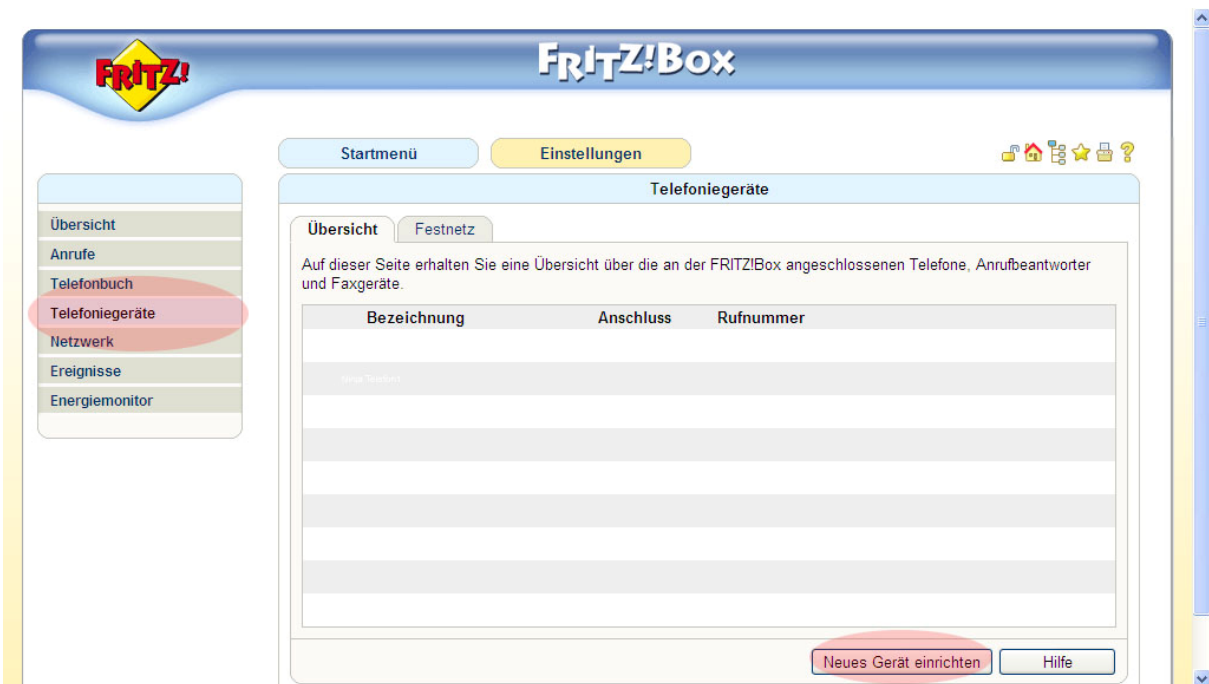 FRITZ!
FRITZ!BOX
Startmenü
Einstellungen
Telefoniegeräte
Übersicht
Anrufe
Telefonbuch
Telefoniegeräte
Netzwerk
Ereignisse
Energiemonitor
Übersicht
Festnetz
Auf dieser Seite erhalten Sie eine Übersicht über die an der FRITZ!Box angeschlossenen Telefone, Anrufbeantworter
und Faxgeräte.
Bezeichnung Anschluss Rufnummer
Neues Gerät einrichten
Hilfe